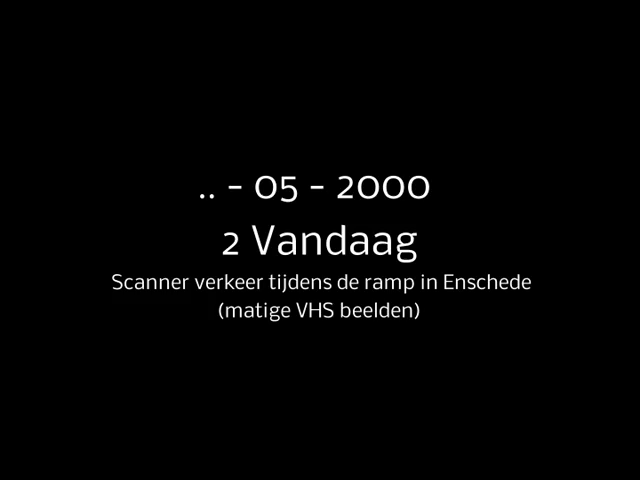 .. - 05 - 2000
2 Vandaag
Scanner verkeer tijdens de ramp in Enschede
(matige VHS beelden)